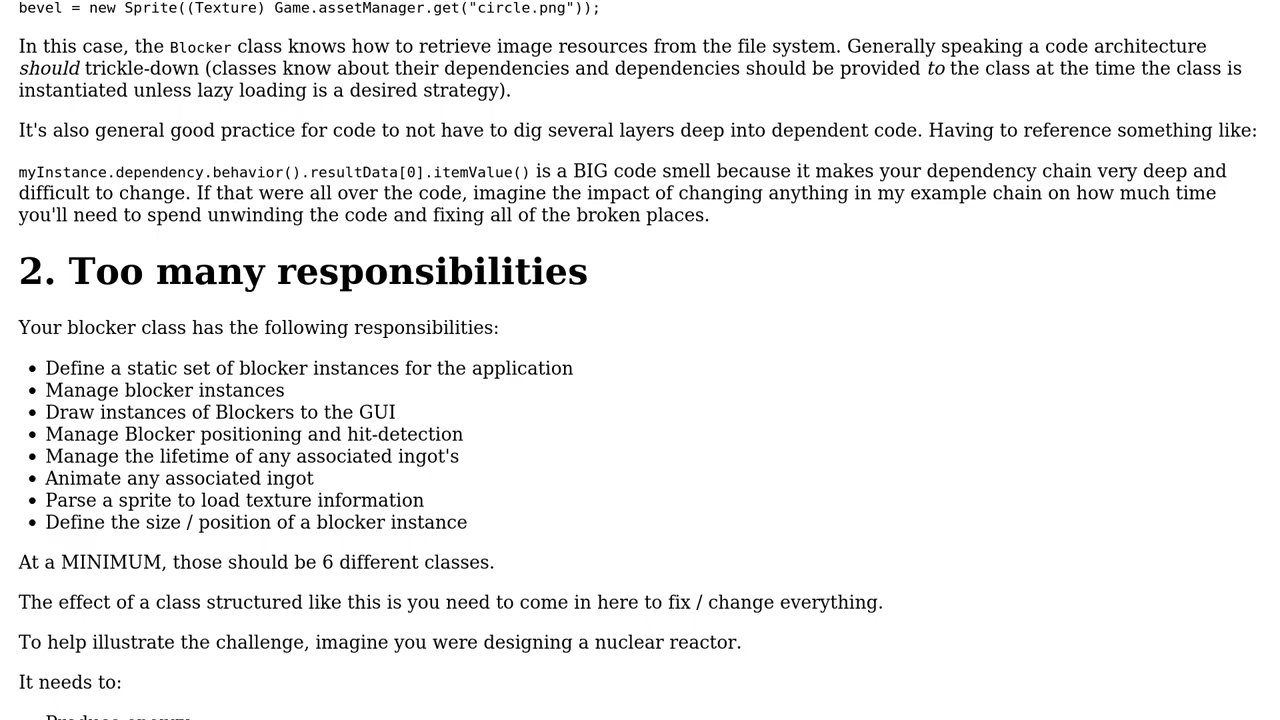 bevel = new Sprite((Texture) Game.assetManager.get("circle.png"));
In this case, the Blocker class knows how to retrieve image resources from the file system. Generally speaking a code architecture
should trickle-down (classes know about their dependencies and dependencies should be provided to the class at the time the class is
instantiated unless lazy loading is a desired strategy).
It's also general good practice for code to not have to dig several layers deep into dependent code. Having to reference something like:
myInstance.dependency.behavior().resultData[0].itemValue() is a BIG code smell because it makes your dependency chain very deep and
difficult to change. If that were all over the code, imagine the impact of changing anything in my example chain on how much time
you'll need to spend unwinding the code and fixing all of the broken places.
2. Too many responsibilities
Your blocker class has the following responsibilities:
• Define a static set of blocker instances for the application
• Manage blocker instances
• Draw instances of Blockers to the GUI
• Manage Blocker positioning and hit-detection
• Manage the lifetime of any associated ingot's
• Animate any associated ingot
• Parse a sprite to load texture information
• Define the size / position of a blocker instance
At a MINIMUM, those should be 6 different classes.
The effect of a class structured like this is you need to come in here to fix / change everything.
To help illustrate the challenge, imagine you were designing a nuclear reactor.
It needs to: